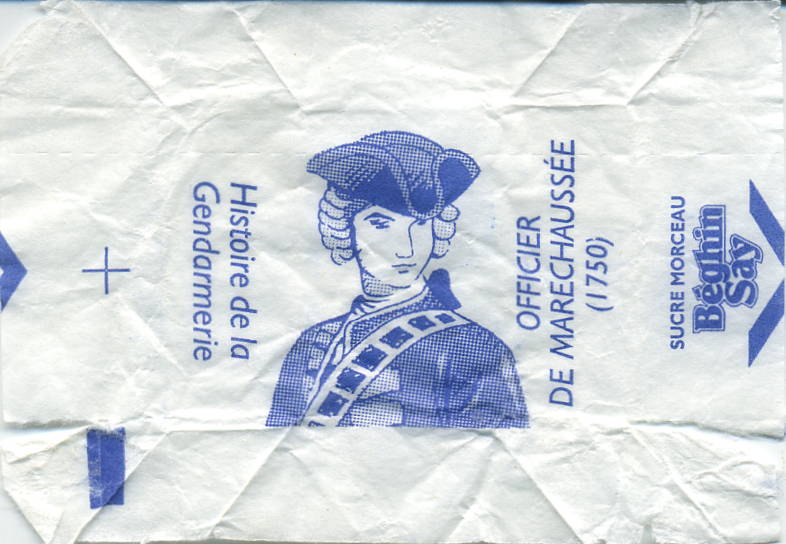 Histoire de la
Gendarmerie
OFFICIER
DE MARECHAUSSÉE
(1750)
SUCRE MORCEAU
Béghin
Say